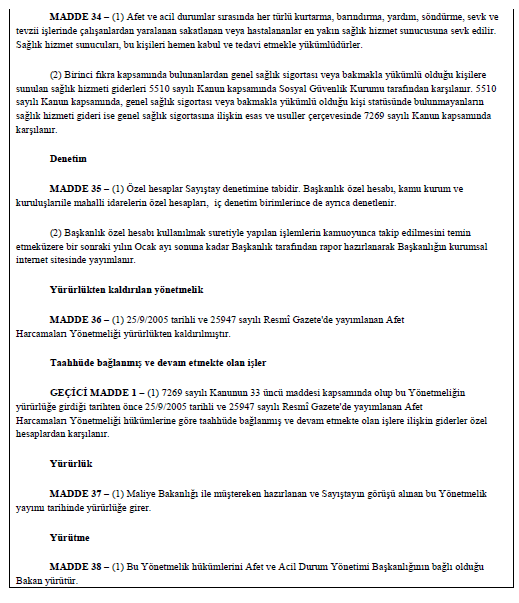 MADDE 34 – (1) Afet ve acil durumlar sırasında her türlü kurtarma, barındırma, yardım, söndürme, sevk ve
tevzii işlerinde çalışanlardan yaralanan sakatlanan veya hastalananlar en yakın sağlık hizmet sunucusuna sevk edilir.
Sağlık hizmet sunucuları, bu kişileri hemen kabul ve tedavi etmekle yükümlüdürler.
(2) Birinci fıkra kapsamında bulunanlardan genel sağlık sigortası veya bakmakla yükümlü olduğu kişilere
sunulan sağlık hizmeti giderleri 5510 sayılı Kanun kapsamında Sosyal Güvenlik Kurumu tarafından karşılanır. 5510
sayılı Kanun kapsamında, genel sağlık sigortası veya bakmakla yükümlü olduğu kişi statüsünde bulunmayanların
sağlık hizmeti gideri ise genel sağlık sigortasına ilişkin esas ve usuller çerçevesinde 7269 sayılı Kanun kapsamında
karşılanır.
Denetim
MADDE 35 – (1) Özel hesaplar Sayıştay denetimine tabidir. Başkanlık özel hesabı, kamu kurum ve
kuruluşlarıile mahalli idarelerin özel hesapları, iç denetim birimlerince de ayrıca denetlenir.
(2) Başkanlık özel hesabı kullanılmak suretiyle yapılan işlemlerin kamuoyunca takip edilmesini temin
etmeküzere bir sonraki yılın Ocak ayı sonuna kadar Başkanlık tarafından rapor hazırlanarak Başkanlığın kurumsal
internet sitesinde yayımlanır.
Yürürlükten kaldırılan yönetmelik
MADDE 36 – (1) 25/9/2005 tarihli ve 25947 sayılı Resmî Gazete'de yayımlanan Afet
Harcamaları Yönetmeliği yürürlükten kaldırılmıştır.
Taahhüde bağlanmış ve devam etmekte olan işler
GEÇİCİ MADDE 1 – (1) 7269 sayılı Kanunun 33 üncü maddesi kapsamında olup bu Yönetmeliğin
yürürlüğe girdiği tarihten önce 25/9/2005 tarihli ve 25947 sayılı Resmî Gazete'de yayımlanan Afet
Harcamaları Yönetmeliği hükümlerine göre taahhüde bağlanmış ve devam etmekte olan işlere ilişkin giderler özel
hesaplardan karşılanır.
Yürürlük
MADDE 37 – (1) Maliye Bakanlığı ile müştereken hazırlanan ve Sayıştayın görüşü alınan bu Yönetmelik
yayımı tarihinde yürürlüğe girer.
Yürütme
MADDE 38 – (1) Bu Yönetmelik hükümlerini Afet ve Acil Durum Yönetimi Başkanlığının bağlı olduğu
Bakan yürütür.